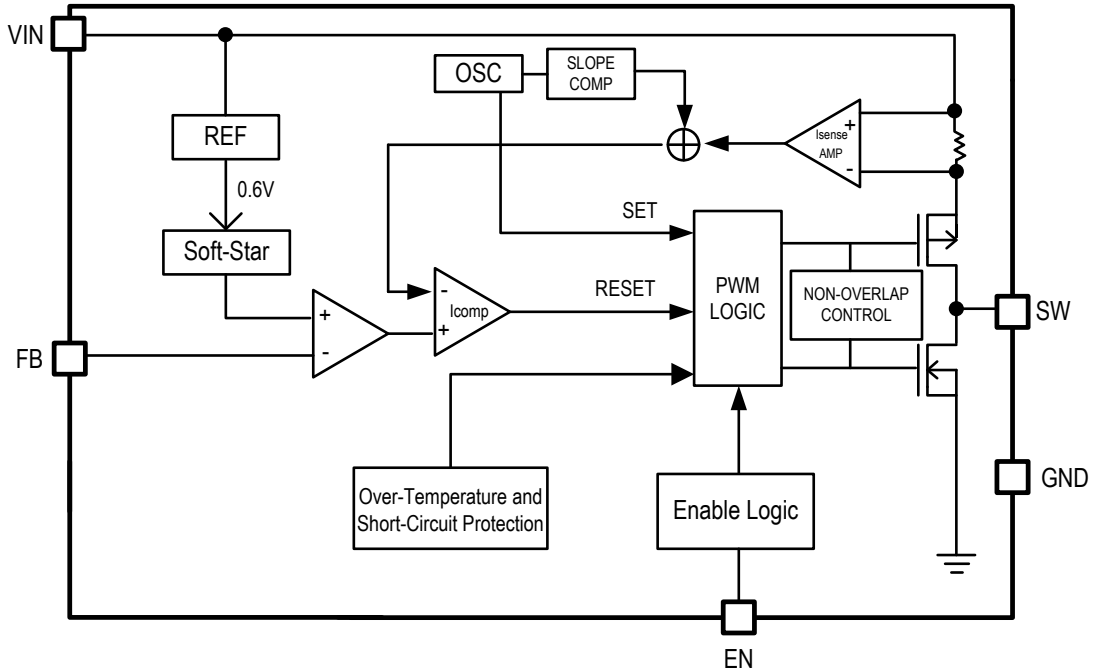 VIN
OSC
SLOPE
COMP
REF
Isense
AMP
+
-
0.6V
Soft-Star
SET
PWM
LOGIC
NON-OVERLAP
CONTROL
-
Icomp
+
RESET
SW
+
-
FB
Over-Temperature and
Short-Circuit Protection
Enable Logic
GND
EN